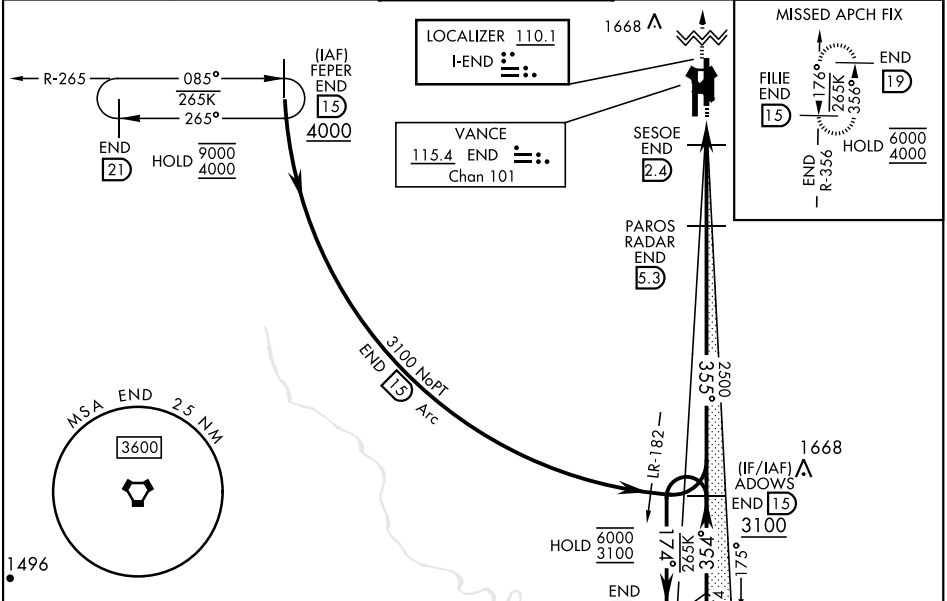 R-265
085°
265K
265°
(IAF)
FEPER
END
15
4000
END
21
HOLD 9000
4000
LOCALIZER 110.1
I-END
VANCE
115.4 END
Chan 101
1668
MISSED APCH FIX
FILIE
END
15
176°
265K
356°
END
19
HOLD 6000
4000
END
R-356
SESOE
END
2.4
PAROS
RADAR
END
5.3
3100 NoPT
END 15 Arc
2500
355°
LR-182
1668
(IF/IAF)
ADOWS
END 15
3100
HOLD 6000
3100
174°
265K
354°
175°
END
4
MSA END 25 NM
3600
1496